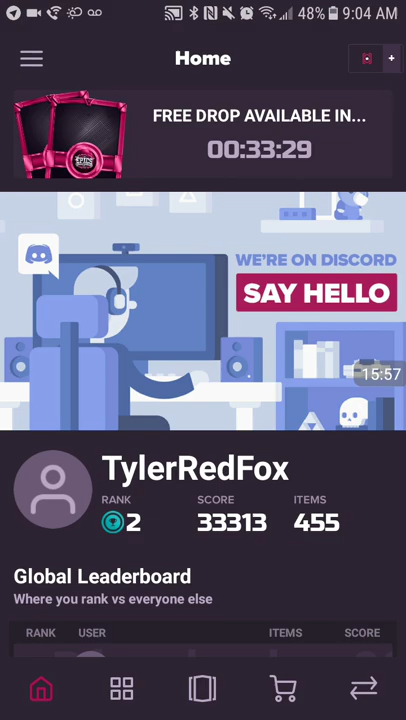 48% 9:04 AM
Home
+
FREE DROP AVAILABLE IN...
00:33:29
WE'RE ON DISCORD
SAY HELLO
15:57
TylerRedFox
RANK SCORE ITEMS
2 33313 455
Global Leaderboard
Where you rank vs everyone else
RANK USER ITEMS SCORE